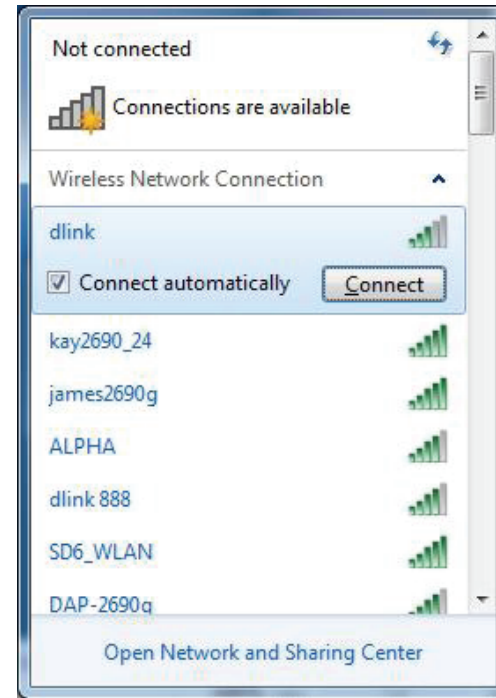 Not connected
Connections are available
Wireless Network Connection
dlink
Connect automatically Connect
kay2690_24
james2690g
ALPHA
dlink 888
SD6_WLAN
DAP-2690g
Open Network and Sharing Center